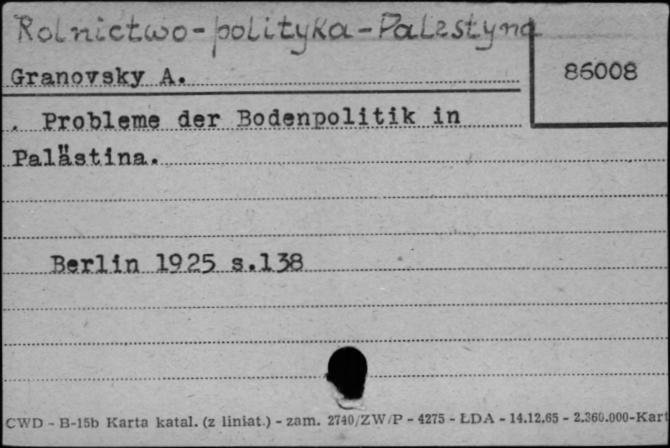 Rolnictwo-polityka-Palestyna
86008
Granovsky A.
. Probleme der Bodenpolitik in
Palästina.
Berlin 1925 s.138
CWD - B-15b Karta katal. (z liniat.) - zam. 2740/ZW/P - 4275 - ŁDA - 14.12.65 - 2.360.000-Kart